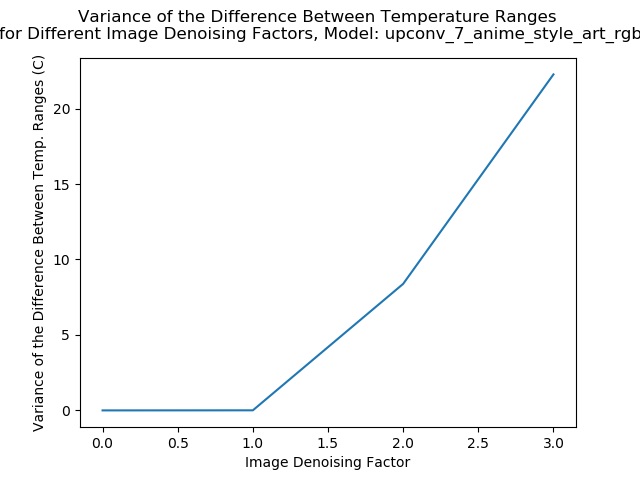 Variance of the Difference Between Temperature Ranges
for Different Image Denoising Factors, Model: upconv_7_anime_style_art_rgb
Variance of the Difference Between Temp. Ranges (C)
20
15
10
5
0
0.0 0.5 1.0 1.5 2.0 2.5 3.0
Image Denoising Factor